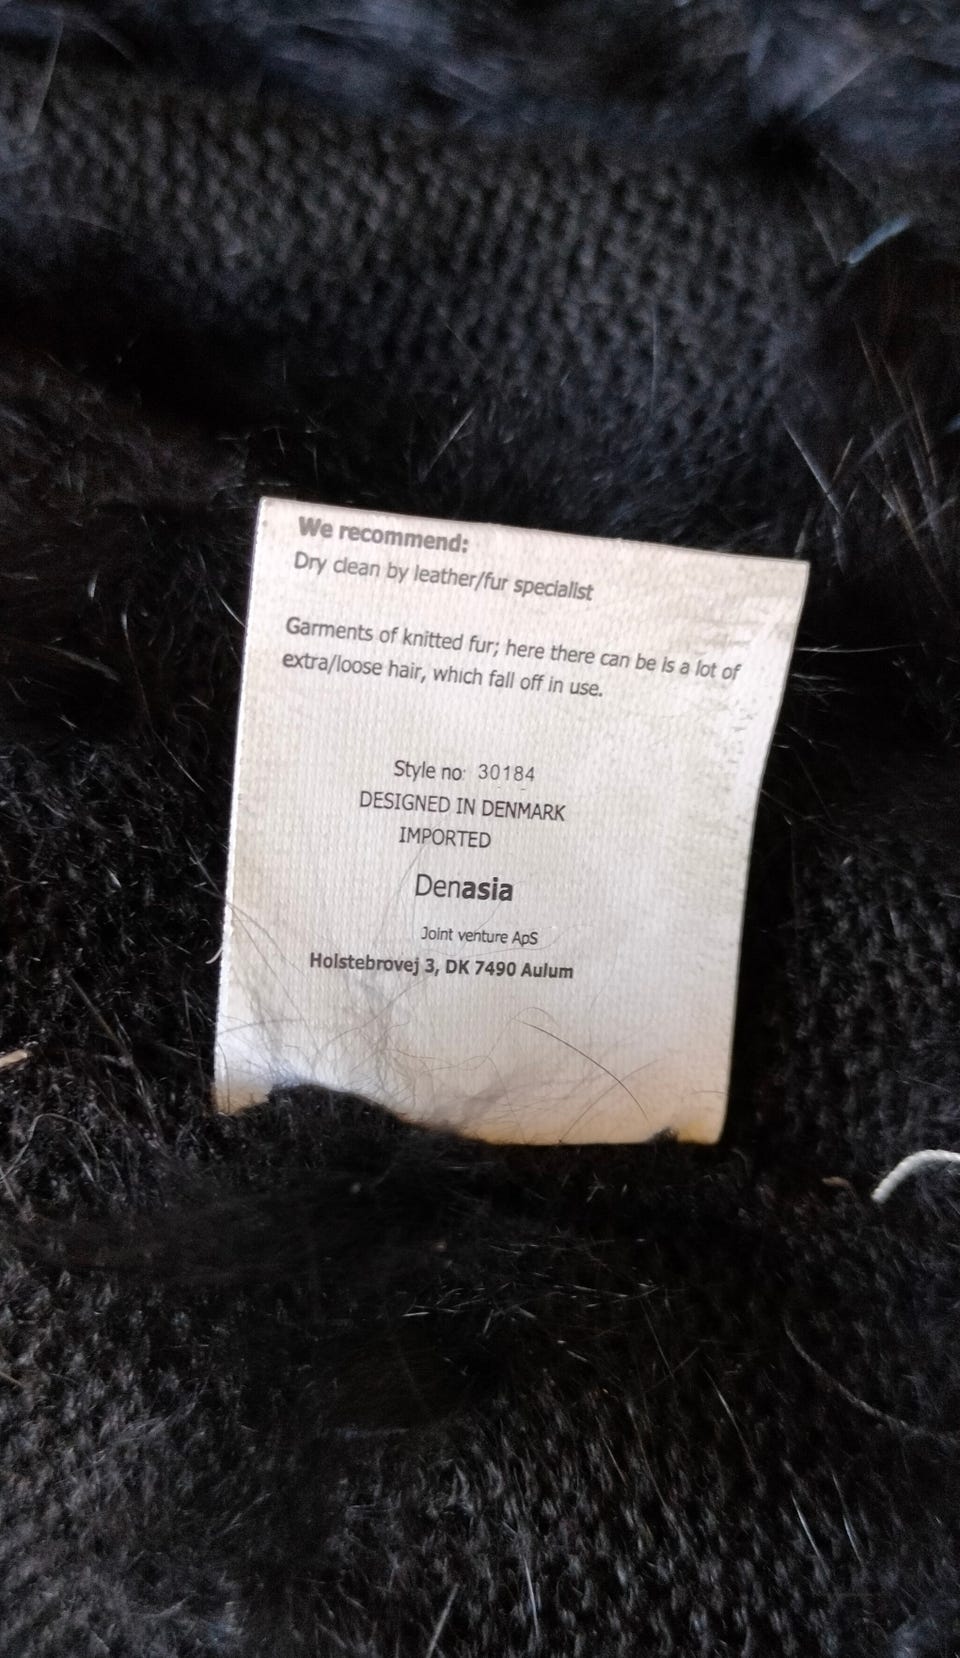 We recommend:
Dry clean by leather/fur specialist
Garments of knitted fur; here there can be is a lot of
extra/loose hair, which fall off in use.
Style no: 30184
DESIGNED IN DENMARK
IMPORTED
Denasia
Joint venture ApS
Holstebrovej 3, DK 7490 Aulum